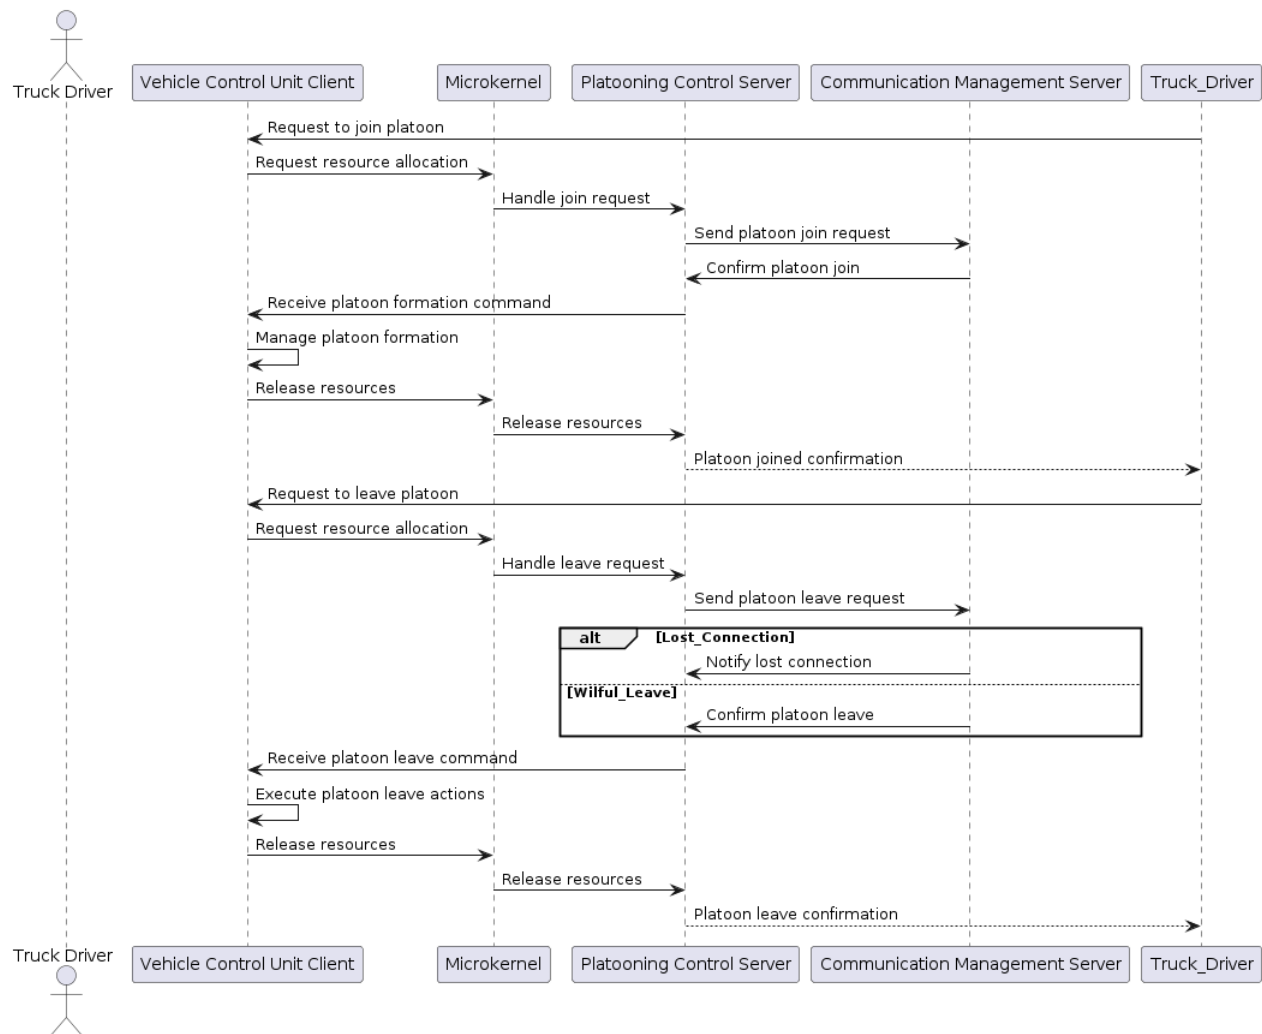 Truck Driver
Vehicle Control Unit Client
Microkernel
Platooning Control Server
Communication Management Server
Truck_Driver
Request to join platoon
Request resource allocation
Handle join request
Send platoon join request
Confirm platoon join
Receive platoon formation command
Manage platoon formation
Release resources
Release resources
Platoon joined confirmation
Request to leave platoon
Request resource allocation
Handle leave request
Send platoon leave request
alt
[Lost_Connection]
Notify lost connection
[Wilful_Leave]
Confirm platoon leave
Receive platoon leave command
Execute platoon leave actions
Release resources
Release resources
Platoon leave confirmation
Truck Driver
Vehicle Control Unit Client
Microkernel
Platooning Control Server
Communication Management Server
Truck_Driver